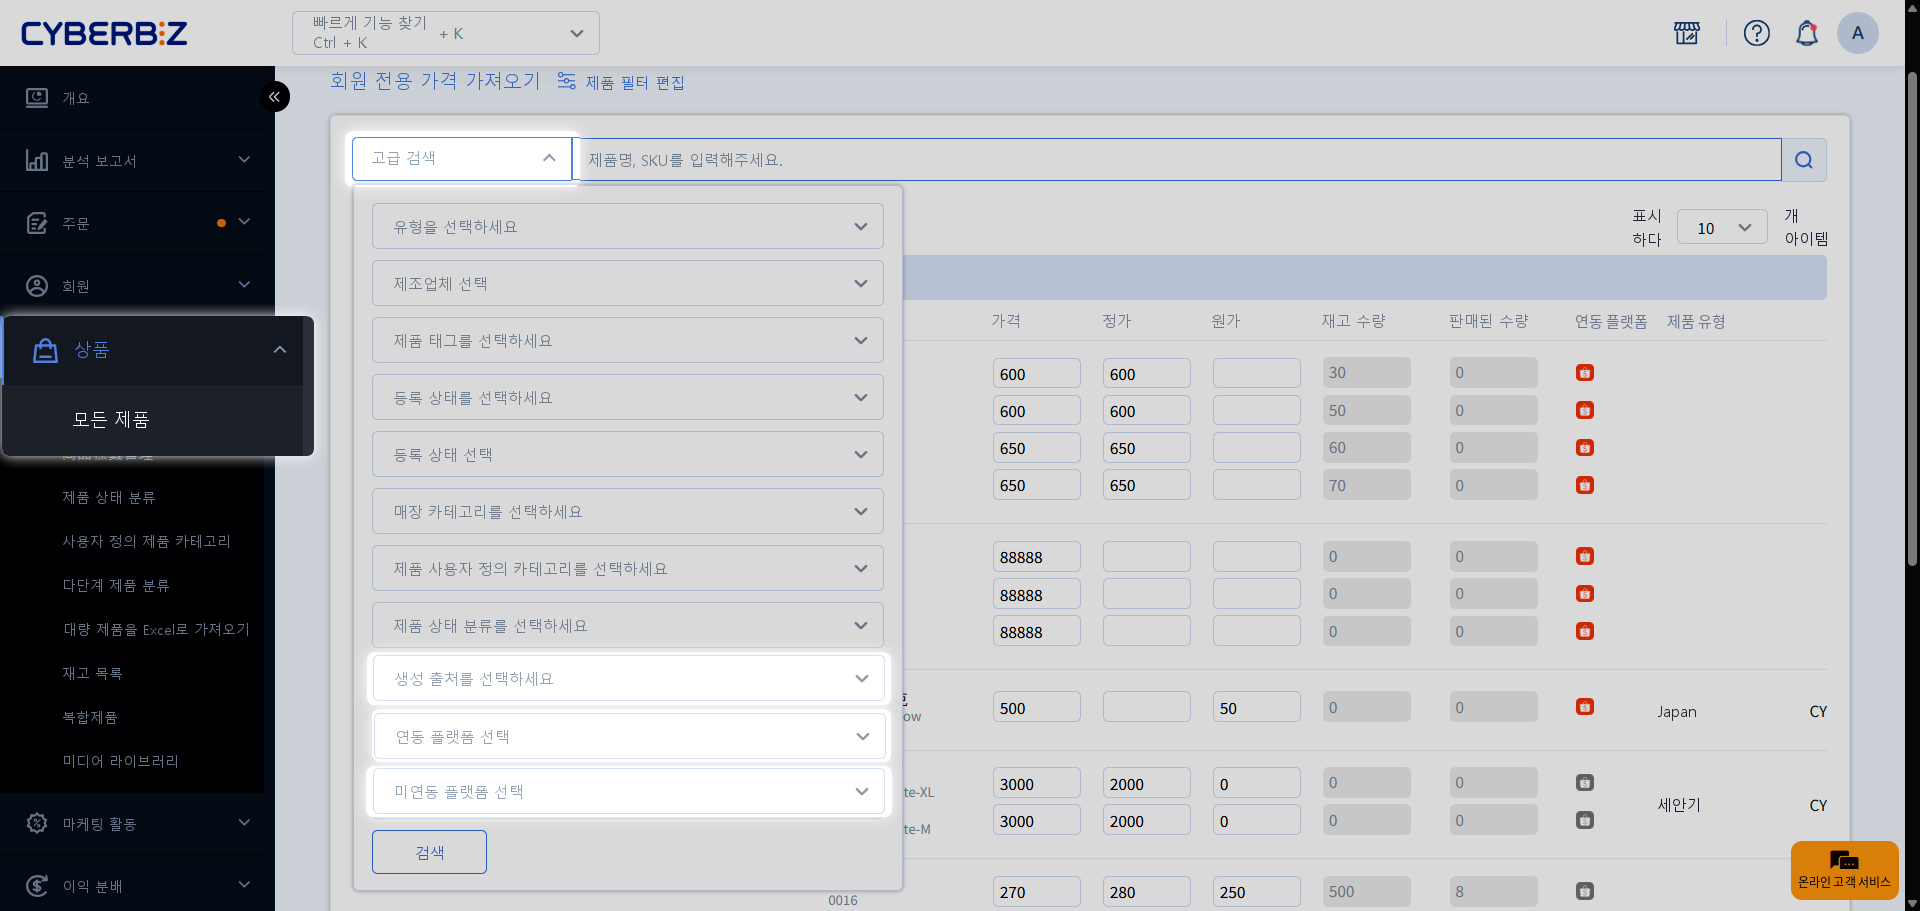 CYBERBIZ
빠르게 기능 찾기
Ctrl + K
+ K
A
개요
분석 보고서
주문
회원
상품
모든 제품
제품 상태 분류
사용자 정의 제품 카테고리
다단계 제품 분류
대량 제품을 Excel로 가져오기
재고 목록
복합제품
미디어 라이브러리
마케팅 활동
이익 분배
회원 전용 가격 가져오기
제품 필터 편집
고급 검색
제품명, SKU를 입력해주세요.
표시
하다
10
개
아이템
유형을 선택하세요
제조업체 선택
제품 태그를 선택하세요
등록 상태를 선택하세요
등록 상태 선택
매장 카테고리를 선택하세요
제품 사용자 정의 카테고리를 선택하세요
제품 상태 분류를 선택하세요
생성 출처를 선택하세요
연동 플랫폼 선택
미연동 플랫폼 선택
검색
가격 정가 원가 재고 수량 판매된 수량 연동 플랫폼 제품 유형
600 600 30 0
600 600 50 0
650 650 60 0
650 650 70 0
88888 0 0
88888 0 0
88888 0 0
ow
500 50 0 0 Japan CY
te-XL
3000 2000 0 0 0
세안기 CY
te-M
3000 2000 0 0 0
270 280 250 500 8
0016
온라인 고객 서비스